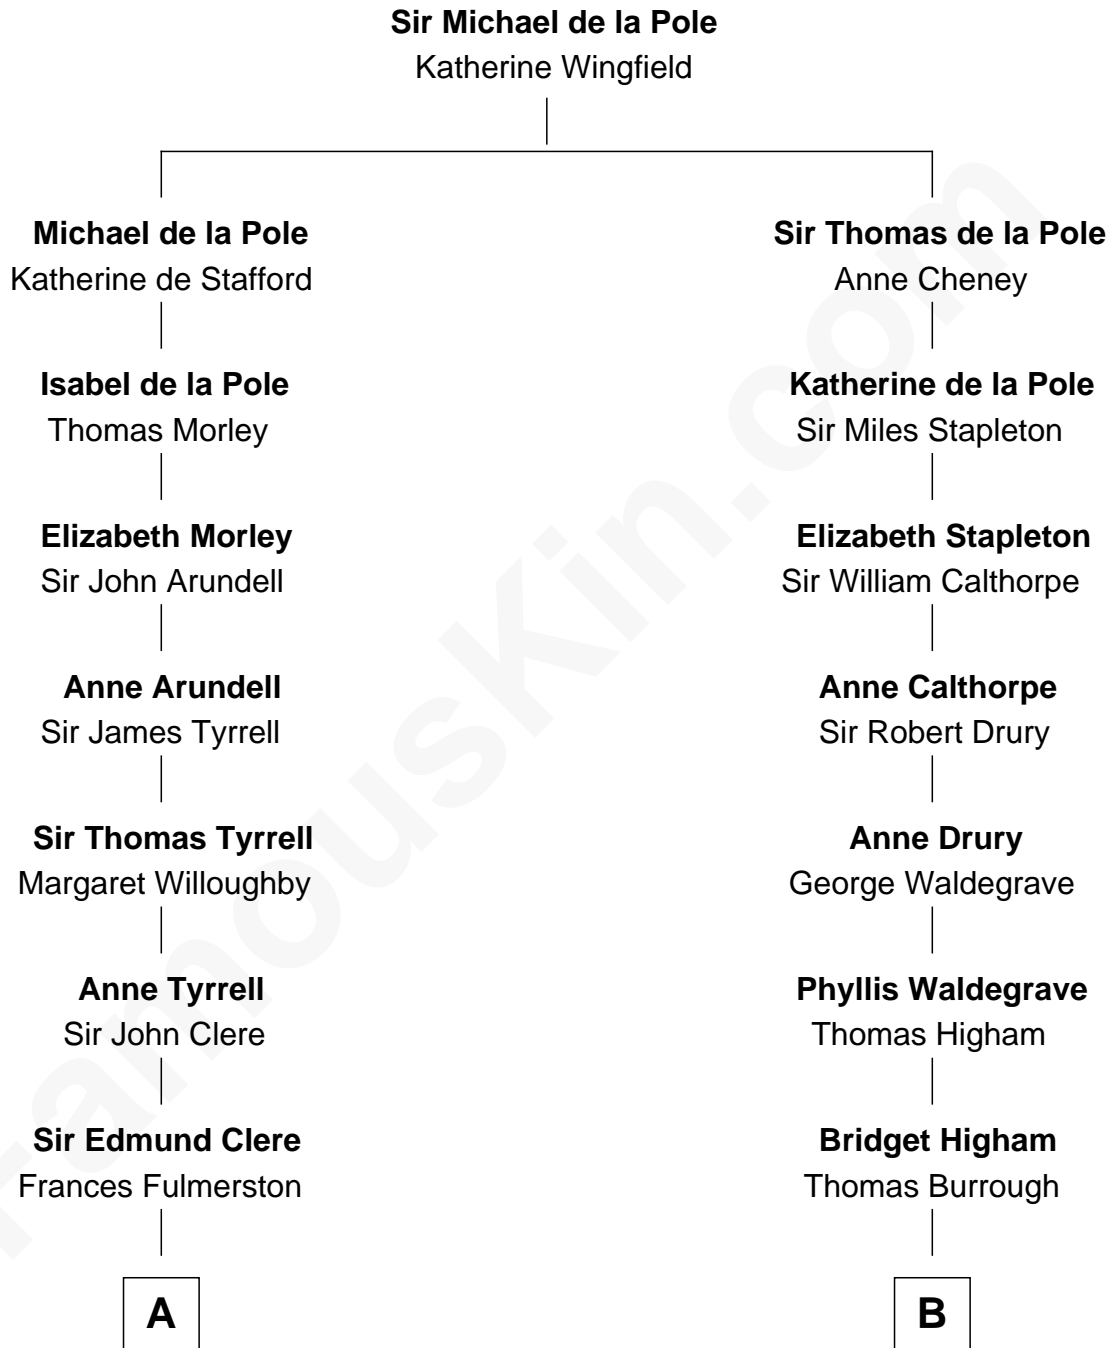 Sir Michael de la Pole
Katherine Wingfield
Michael de la Pole
Katherine de Stafford
Sir Thomas de la Pole
Anne Cheney
Isabel de la Pole
Thomas Morley
Katherine de la Pole
Sir Miles Stapleton
Elizabeth Morley
Sir John Arundell
Elizabeth Stapleton
Sir William Calthorpe
Anne Arundell
Sir James Tyrrell
Anne Calthorpe
Sir Robert Drury
Sir Thomas Tyrrell
Margaret Willoughby
Anne Drury
George Waldegrave
Anne Tyrrell
Sir John Clere
Phyllis Waldegrave
Thomas Higham
Sir Edmund Clere
Frances Fulmerston
Bridget Higham
Thomas Burrough
A
B
FamousKin.com